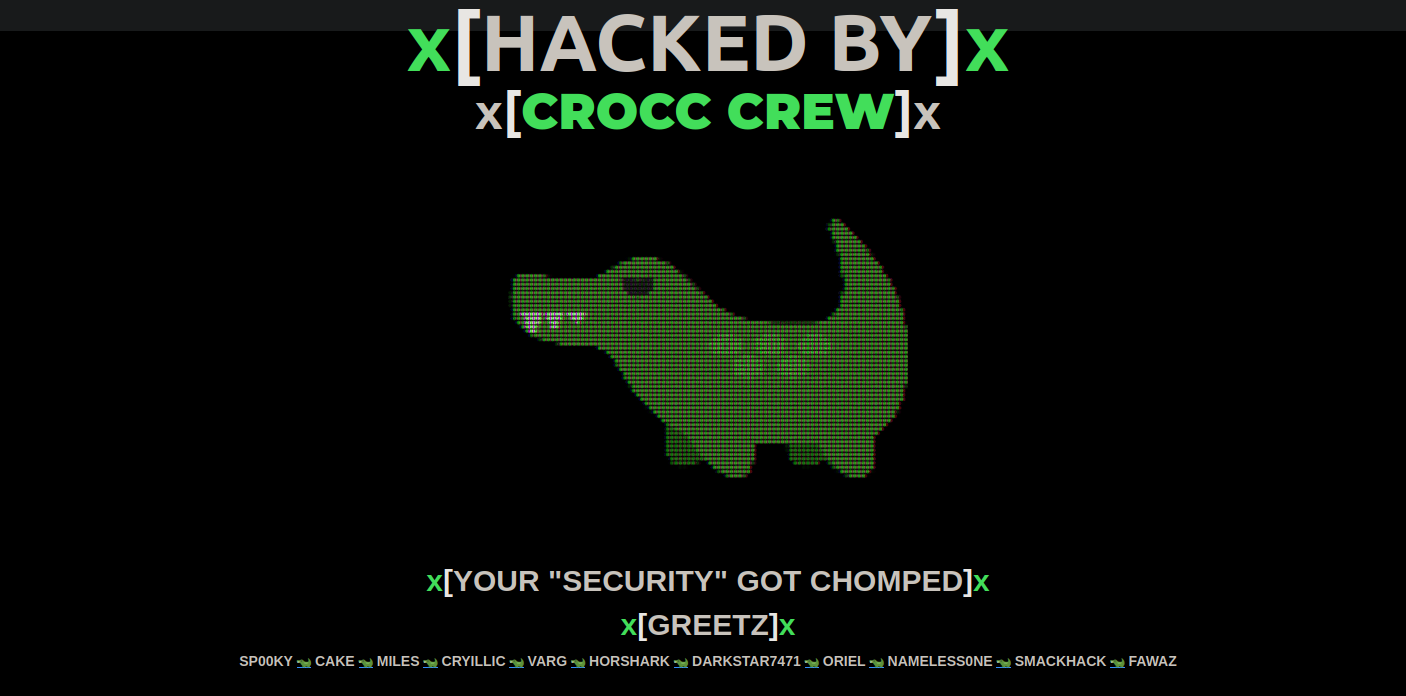 x[HACKED BY]x
x[CROCC CREW]x
x[YOUR "SECURITY" GOT CHOMPED]x
x[GREETZ]x
SP00KY 🐊 CAKE 🐊 MILES 🐊 CRYILLIC 🐊 VARG 🐊 HORSHARK 🐊 DARKSTAR7471 🐊 ORIEL 🐊 NAMELESS0NE 🐊 SMACKHACK 🐊 FAWAZ